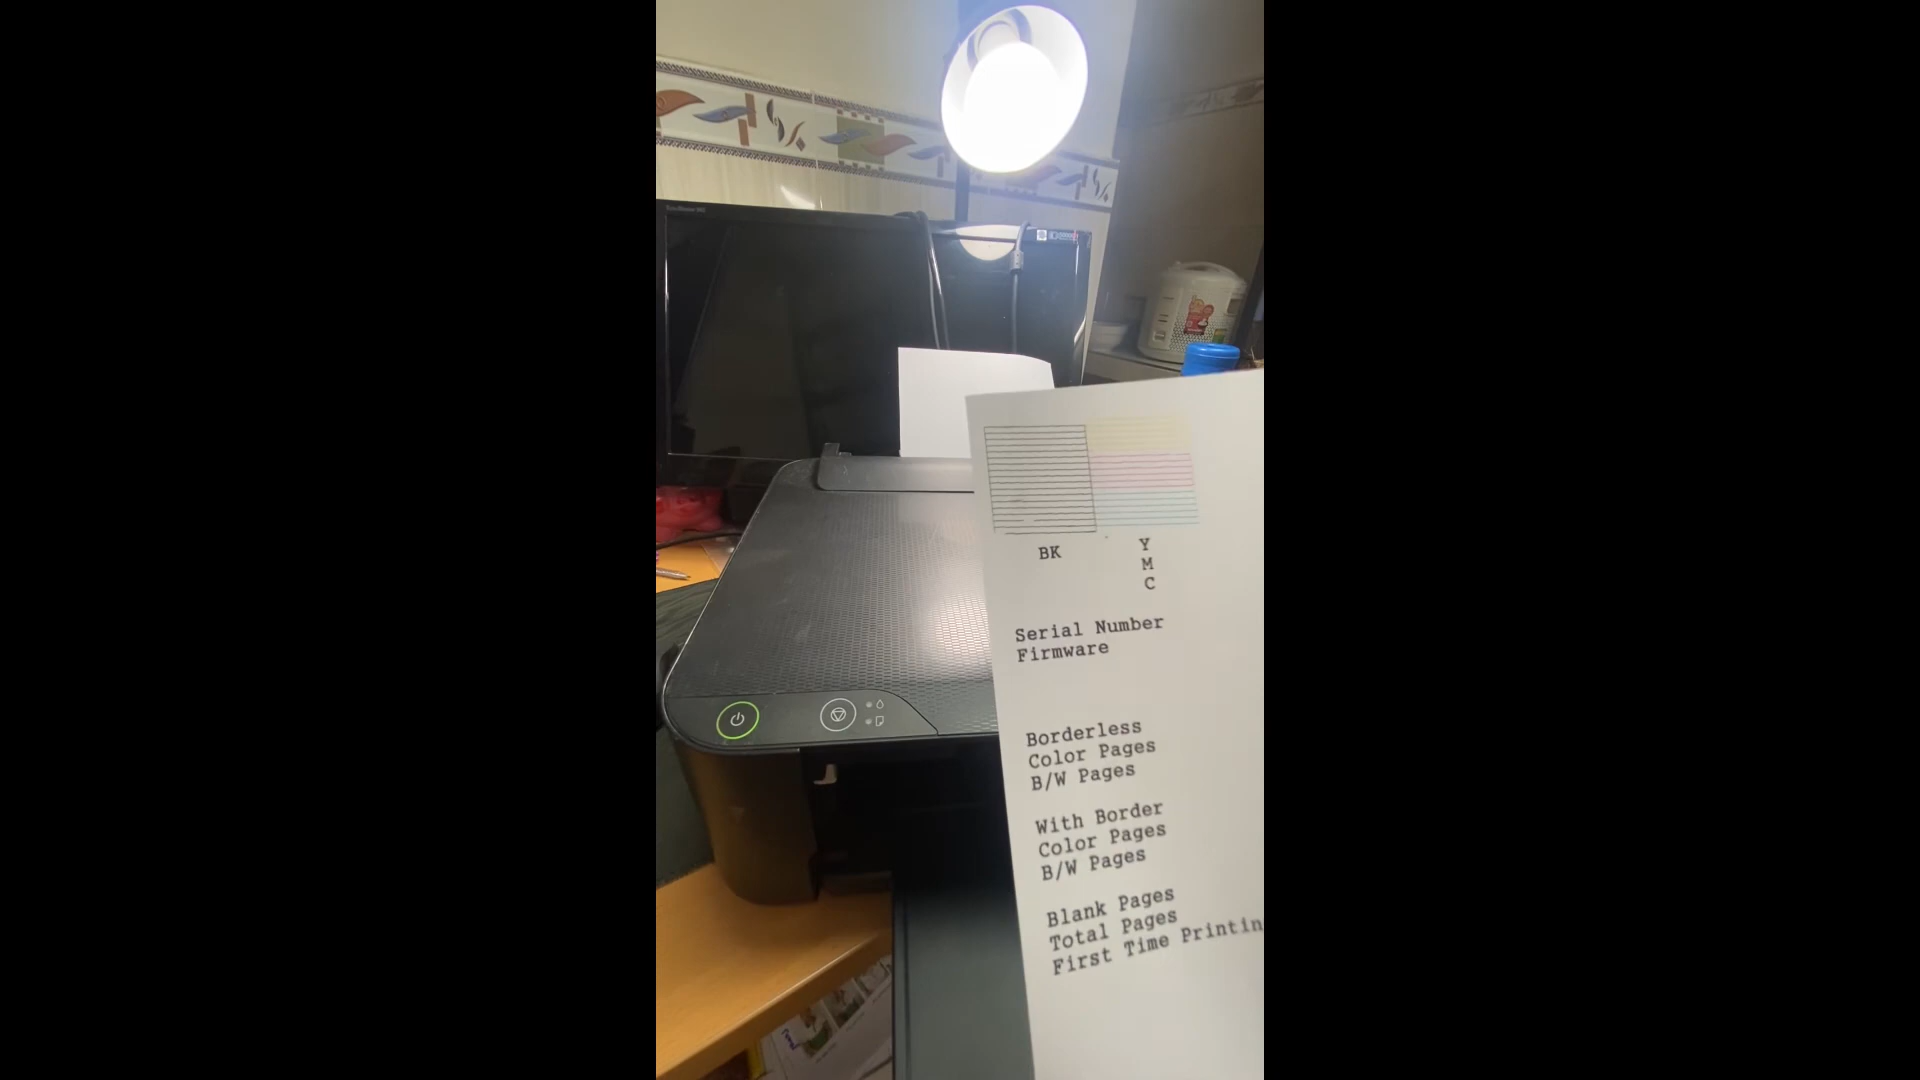 BK
Y
M
C
Serial Number
Firmware
Borderless
Color Pages
B/W Pages
With Border
Color Pages
B/W Pages
Blank Pages
Total Pages
First Time Printin